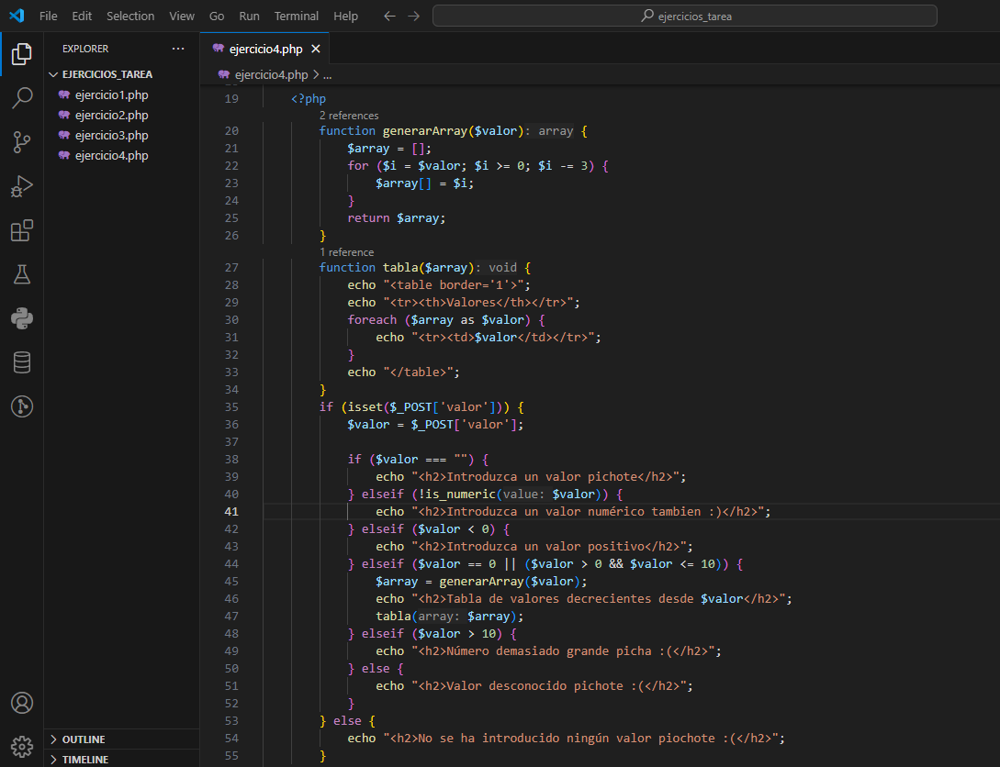 File Edit Selection View Go Run Terminal Help ejercicios_tarea
EXPLORER ...
EJERCICIOS_TAREA
ejercicio1.php
ejercicio2.php
ejercicio3.php
ejercicio4.php
OUTLINE
TIMELINE
ejercicio4.php
ejercicio4.php > ...
19 <?php
2 references
20 function generarArray($valor): array {
21 $array = [];
22 for ($i = $valor; $i >= 0; $i -= 3) {
23 $array[] = $i;
24 }
25 return $array;
26 }
1 reference
27 function tabla($array): void {
28 echo "<table border='1'>";
29 echo "<tr><th>Valores</th></tr>";
30 foreach ($array as $valor) {
31 echo "<tr><td>$valor</td></tr>";
32 }
33 echo "</table>";
34 }
35 if (isset($_POST['valor'])) {
36 $valor = $_POST['valor'];
37
38 if ($valor === "") {
39 echo "<h2>Introduzca un valor pichote</h2>";
40 } elseif (!is_numeric(value: $valor)) {
41 echo "<h2>Introduzca un valor numérico tambien :)</h2>";
42 } elseif ($valor < 0) {
43 echo "<h2>Introduzca un valor positivo</h2>";
44 } elseif ($valor == 0 || ($valor > 0 && $valor <= 10)) {
45 $array = generarArray($valor);
46 echo "<h2>Tabla de valores decrecientes desde $valor</h2>";
47 tabla(array: $array);
48 } elseif ($valor > 10) {
49 echo "<h2>Número demasiado grande picha :(</h2>";
50 } else {
51 echo "<h2>Valor desconocido pichote :(</h2>";
52 }
53 } else {
54 echo "<h2>No se ha introducido ningún valor piochote :(</h2>";
55 }